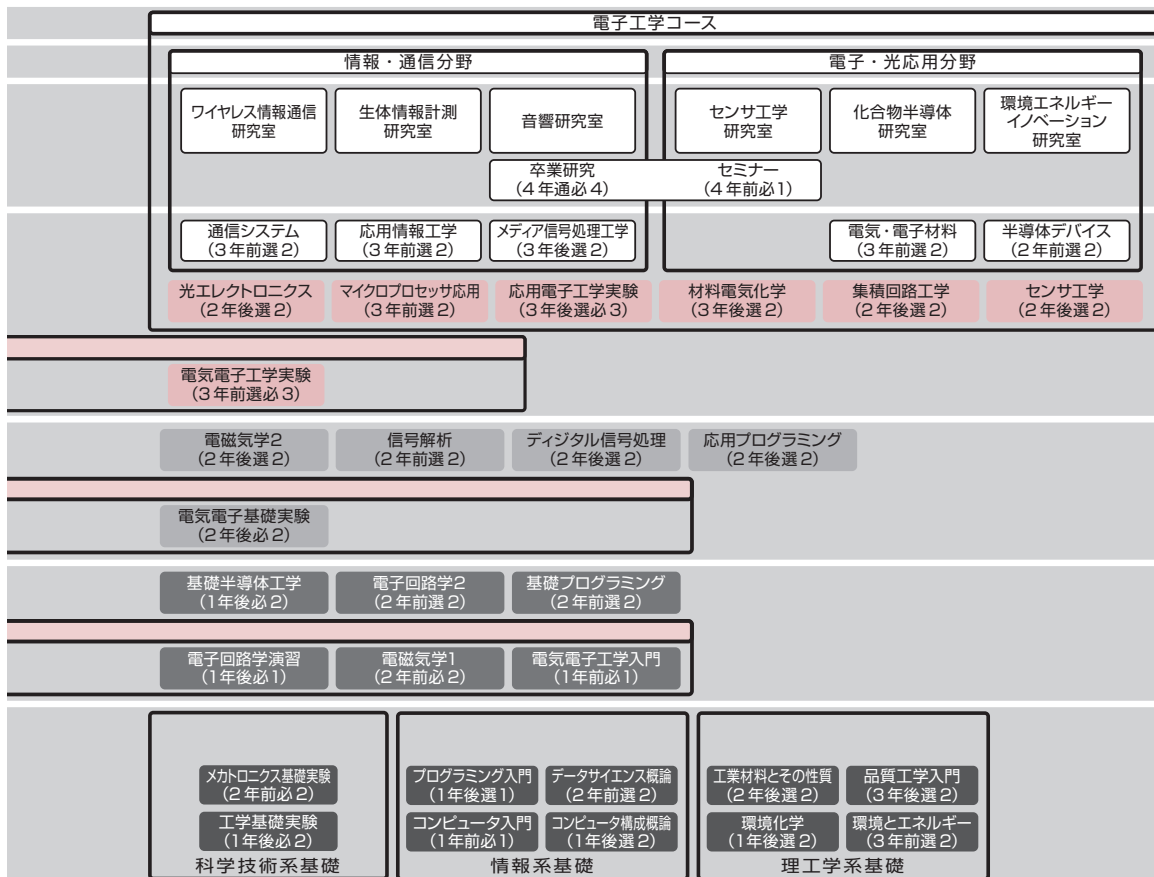 電子工学コース
情報・通信分野
電子・光応用分野
ワイヤレス情報通信
研究室
生体情報計測
研究室
音響研究室
センサ工学
研究室
化合物半導体
研究室
環境エネルギー
イノベーション
研究室
卒業研究
(4年通必4)
セミナー
(4年前必1)
通信システム
(3年前選2)
応用情報工学
(3年前選2)
メディア信号処理工学
(3年後選2)
電気・電子材料
(3年前選2)
半導体デバイス
(2年前選2)
光エレクトロニクス
(2年後選2)
マイクロプロセッサ応用
(3年前選2)
応用電子工学実験
(3年後選必3)
材料電気化学
(3年後選2)
集積回路工学
(2年後選2)
センサ工学
(2年後選2)
電気電子工学実験
(3年前選必3)
電磁気学2
(2年後選2)
信号解析
(2年前選2)
ディジタル信号処理
(2年後選2)
応用プログラミング
(2年後選2)
電気電子基礎実験
(2年後必2)
基礎半導体工学
(1年後必2)
電子回路学2
(2年前選2)
基礎プログラミング
(2年前選2)
電子回路学演習
(1年後必1)
電磁気学1
(2年前必2)
電気電子工学入門
(1年前必1)
メカトロニクス基礎実験
(2年前必2)
プログラミング入門
(1年後選1)
データサイエンス概論
(2年前選2)
工業材料とその性質
(2年後選2)
品質工学入門
(3年後選2)
工学基礎実験
(1年後必2)
コンピュータ入門
(1年前必1)
コンピュータ構成概論
(1年後選2)
環境化学
(1年後選2)
環境とエネルギー
(3年前選2)
科学技術系基礎
情報系基礎
理工学系基礎